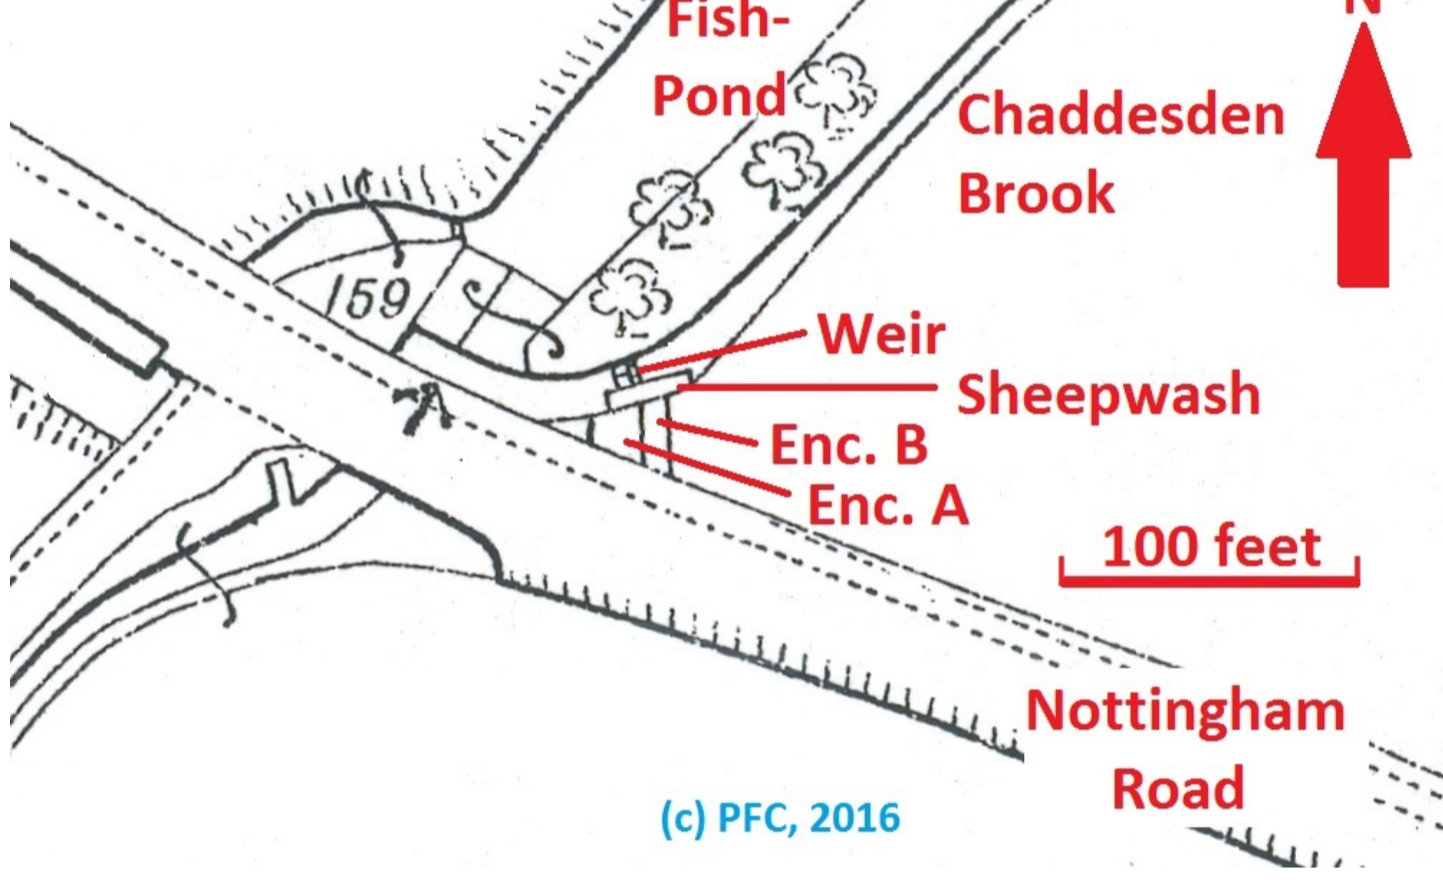 Fish-
Pond
N
Chaddesden
Brook
159
Weir
Sheepwash
Enc. B
Enc. A
100 feet
Nottingham
Road
(c) PFC, 2016